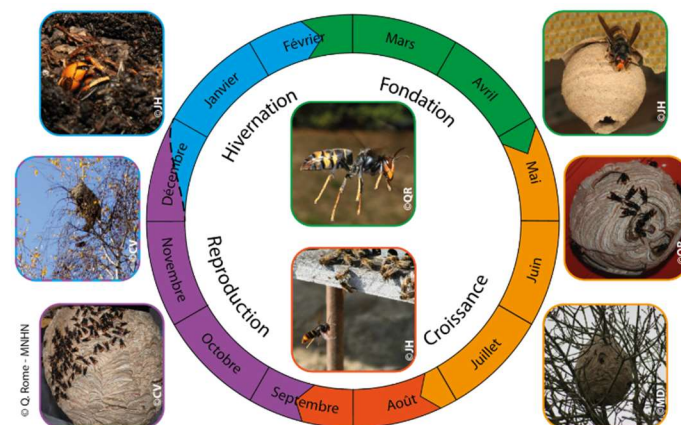 Janvier
Février
Mars
Avril
Mai
Juin
Juillet
Août
Septembre
Octobre
Novembre
Décembre
Hivernation
Fondation
Croissance
Reproduction
©JH
©CV
©CV
©QR
©JH
©JH
©QR
©MDI
© Q. Rome - MNHN